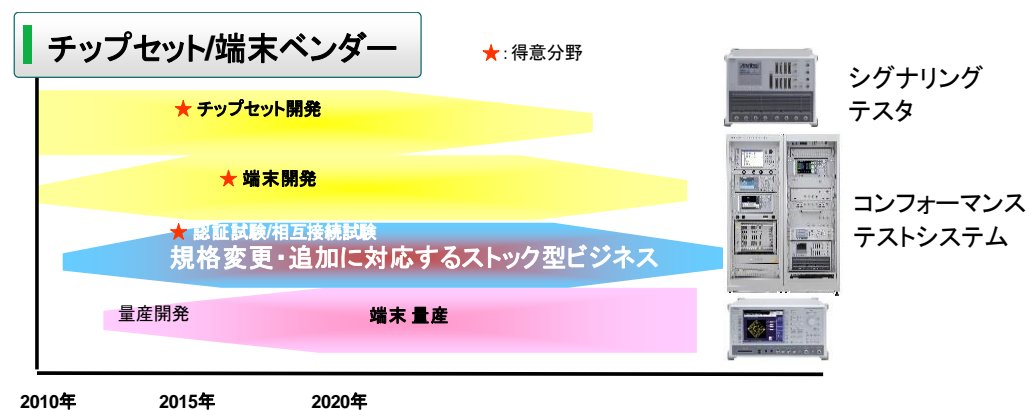 チップセット/端末ベンダー
★:得意分野
★ チップセット開発
★ 端末開発
★ 認証試験/相互接続試験
規格変更・追加に対応するストック型ビジネス
量産開発
端末 量産
シグナリング
テスタ
コンフォーマンス
テストシステム
2010年
2015年
2020年